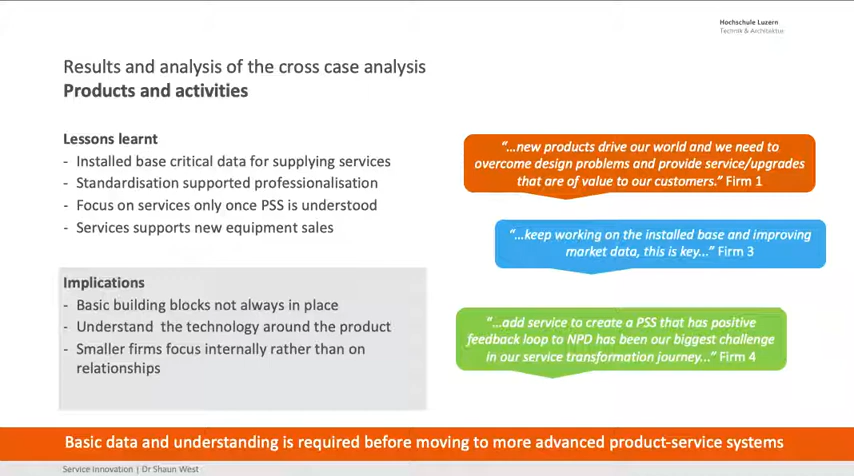 Hochschule Luzern
Technik & Architektur
Results and analysis of the cross case analysis
Products and activities
Lessons learnt
- Installed base critical data for supplying services
- Standardisation supported professionalisation
- Focus on services only once PSS is understood
- Services supports new equipment sales
Implications
- Basic building blocks not always in place
- Understand the technology around the product
- Smaller firms focus internally rather than on
relationships
“…new products drive our world and we need to
overcome design problems and provide service/upgrades
that are of value to our customers.” Firm 1
“…keep working on the installed base and improving
market data, this is key…” Firm 3
“…add service to create a PSS that has positive
feedback loop to NPD has been our biggest challenge
in our service transformation journey…” Firm 4
Basic data and understanding is required before moving to more advanced product-service systems
Service Innovation | Dr Shaun West